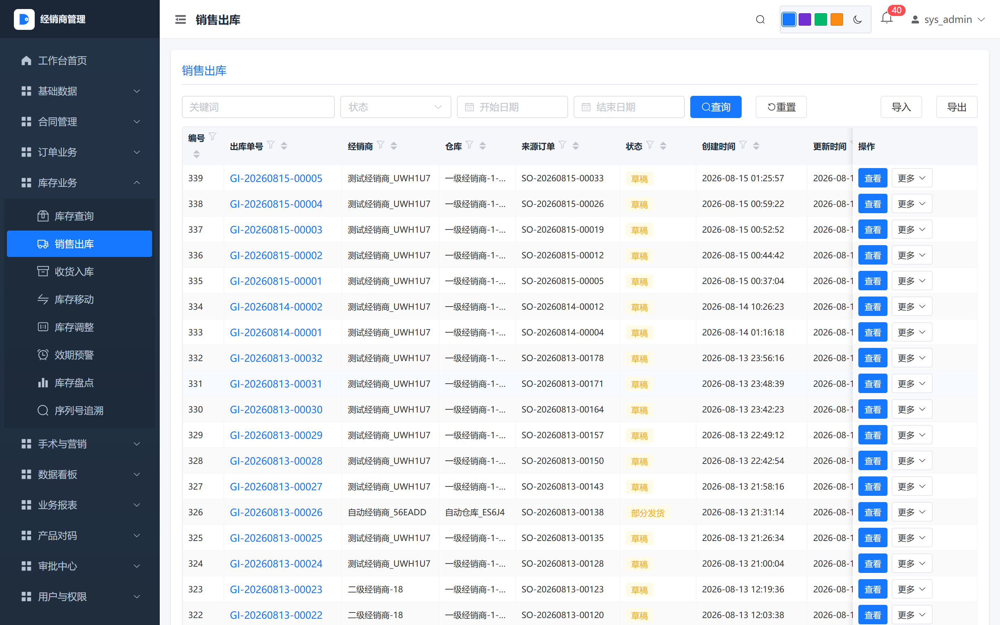 经销商管理
工作台首页
基础数据
合同管理
订单业务
库存业务
库存查询
销售出库
收货入库
库存移动
库存调整
效期预警
库存盘点
序列号追溯
手术与营销
数据看板
业务报表
产品对码
审批中心
用户与权限
销售出库
40
sys_admin
销售出库
关键词 状态 开始日期 结束日期 查询 重置 导入 导出
编号 出库单号 经销商 仓库 来源订单 状态 创建时间 更新时间 操作
339 GI-20260815-00005 测试经销商_UWH1U7 一级经销商-1-... SO-20260815-00033 草稿 2026-08-15 01:25:57 2026-08-1 查看 更多
338 GI-20260815-00004 测试经销商_UWH1U7 一级经销商-1-... SO-20260815-00026 草稿 2026-08-15 00:59:22 2026-08-1 查看 更多
337 GI-20260815-00003 测试经销商_UWH1U7 一级经销商-1-... SO-20260815-00019 草稿 2026-08-15 00:52:52 2026-08-1 查看 更多
336 GI-20260815-00002 测试经销商_UWH1U7 一级经销商-1-... SO-20260815-00012 草稿 2026-08-15 00:44:42 2026-08-1 查看 更多
335 GI-20260815-00001 测试经销商_UWH1U7 一级经销商-1-... SO-20260815-00005 草稿 2026-08-15 00:37:04 2026-08-1 查看 更多
334 GI-20260814-00002 测试经销商_UWH1U7 一级经销商-1-... SO-20260814-00012 草稿 2026-08-14 10:26:23 2026-08-1 查看 更多
333 GI-20260814-00001 测试经销商_UWH1U7 一级经销商-1-... SO-20260814-00004 草稿 2026-08-14 01:16:18 2026-08-1 查看 更多
332 GI-20260813-00032 测试经销商_UWH1U7 一级经销商-1-... SO-20260813-00178 草稿 2026-08-13 23:56:16 2026-08-1 查看 更多
331 GI-20260813-00031 测试经销商_UWH1U7 一级经销商-1-... SO-20260813-00171 草稿 2026-08-13 23:48:39 2026-08-1 查看 更多
330 GI-20260813-00030 测试经销商_UWH1U7 一级经销商-1-... SO-20260813-00164 草稿 2026-08-13 23:42:23 2026-08-1 查看 更多
329 GI-20260813-00029 测试经销商_UWH1U7 一级经销商-1-... SO-20260813-00157 草稿 2026-08-13 22:49:12 2026-08-1 查看 更多
328 GI-20260813-00028 测试经销商_UWH1U7 一级经销商-1-... SO-20260813-00150 草稿 2026-08-13 22:42:54 2026-08-1 查看 更多
327 GI-20260813-00027 测试经销商_UWH1U7 一级经销商-1-... SO-20260813-00143 草稿 2026-08-13 21:58:16 2026-08-1 查看 更多
326 GI-20260813-00026 自动经销商_56EADD 自动仓库_ES6J4 SO-20260813-00138 部分发货 2026-08-13 21:31:14 2026-08-1 查看 更多
325 GI-20260813-00025 测试经销商_UWH1U7 一级经销商-1-... SO-20260813-00135 草稿 2026-08-13 21:26:34 2026-08-1 查看 更多
324 GI-20260813-00024 测试经销商_UWH1U7 一级经销商-1-... SO-20260813-00128 草稿 2026-08-13 21:00:04 2026-08-1 查看 更多
323 GI-20260813-00023 二级经销商-18 一级经销商-1-... SO-20260813-00123 草稿 2026-08-13 12:19:36 2026-08-1 查看 更多
322 GI-20260813-00022 二级经销商-18 一级经销商-1-... SO-20260813-00120 草稿 2026-08-13 12:03:38 2026-08-1 查看 更多